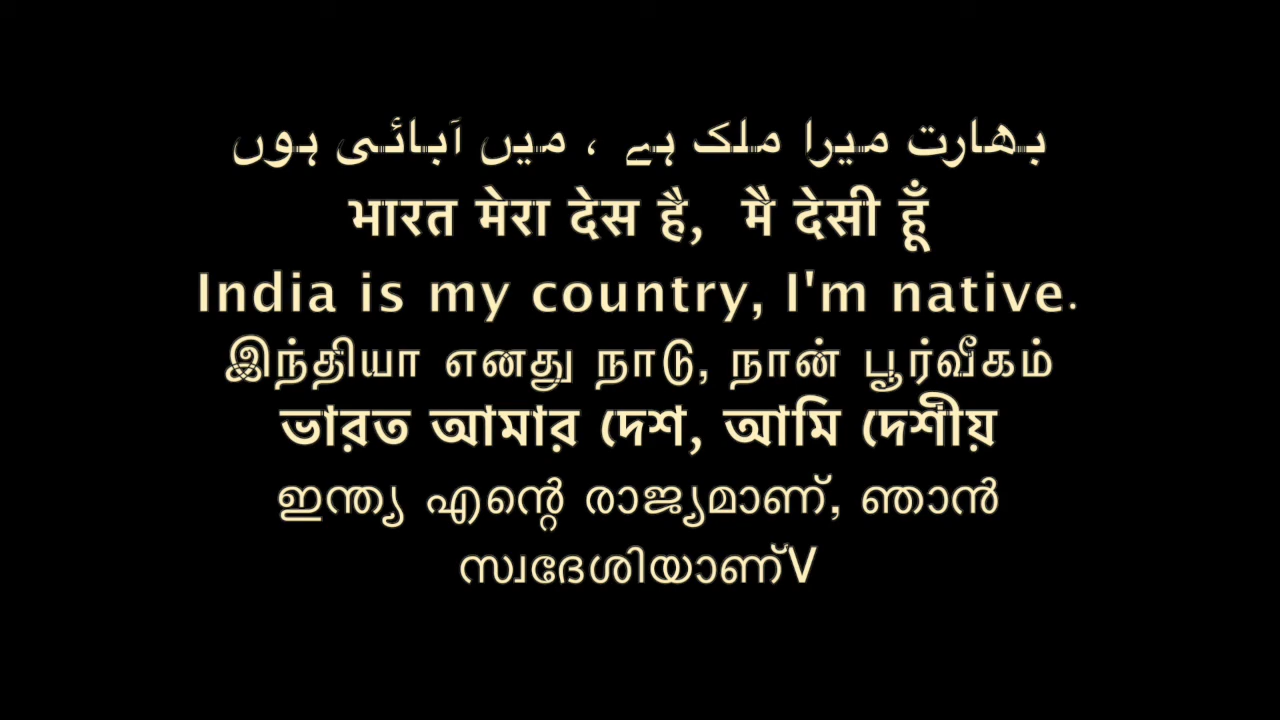 بھارت میرا ملک ہے ، میں آبائی ہوں
भारत मेरा देस है, मै देसी हूँ
India is my country, I'm native.
இந்தியா எனது நாடு, நான் பூர்வீகம்
ভারত আমার দেশ, আমি দেশীয়
ഇന്ത്യ എന്റെ രാജ്യമാണ്, ഞാൻ
സ്വദേശിയാണ്V